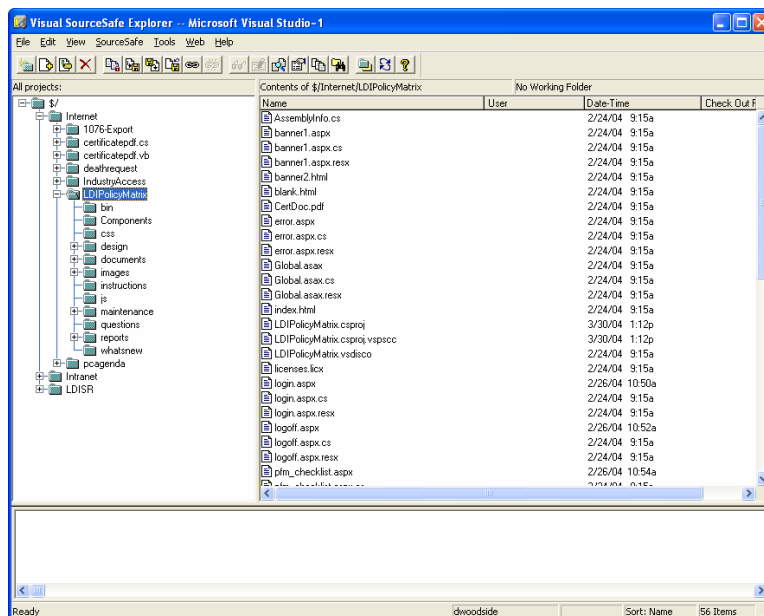 Visual SourceSafe Explorer -- Microsoft Visual Studio-1
File Edit View SourceSafe Tools Web Help
All projects:
$/
Internet
1076-Export
certificatepdf.cs
certificatepdf.vb
deathrequest
IndustryAccess
LDIPolicyMatrix
bin
Components
css
design
documents
images
instructions
js
maintenance
questions
reports
whatsnew
pcagenda
Intranet
LDISR
Contents of $/Internet/LDIPolicyMatrix No Working Folder
Name User Date-Time Check Out F
AssemblyInfo.cs 2/24/04 9:15a
banner1.aspx 2/24/04 9:15a
banner1.aspx.cs 2/24/04 9:15a
banner1.aspx.resx 2/24/04 9:15a
banner2.html 2/24/04 9:15a
blank.html 2/24/04 9:15a
CertDoc.pdf 2/24/04 9:15a
error.aspx 2/24/04 9:15a
error.aspx.cs 2/24/04 9:15a
error.aspx.resx 2/24/04 9:15a
Global.asax 2/24/04 9:15a
Global.asax.cs 2/24/04 9:15a
Global.asax.resx 2/24/04 9:15a
index.html 2/24/04 9:15a
LDIPolicyMatrix.csproj 3/30/04 1:12p
LDIPolicyMatrix.csproj.vspscc 3/30/04 1:12p
LDIPolicyMatrix.vsdisco 2/24/04 9:15a
licenses.licx 2/24/04 9:15a
login.aspx 2/26/04 10:50a
login.aspx.cs 2/24/04 9:15a
login.aspx.resx 2/24/04 9:15a
logoff.aspx 2/26/04 10:52a
logoff.aspx.cs 2/24/04 9:15a
logoff.aspx.resx 2/24/04 9:15a
pfm_checklist.aspx 2/26/04 10:54a
pfm_checklist.aspx.cs 2/24/04 9:15a
Ready dwoodside Sort: Name 56 Items